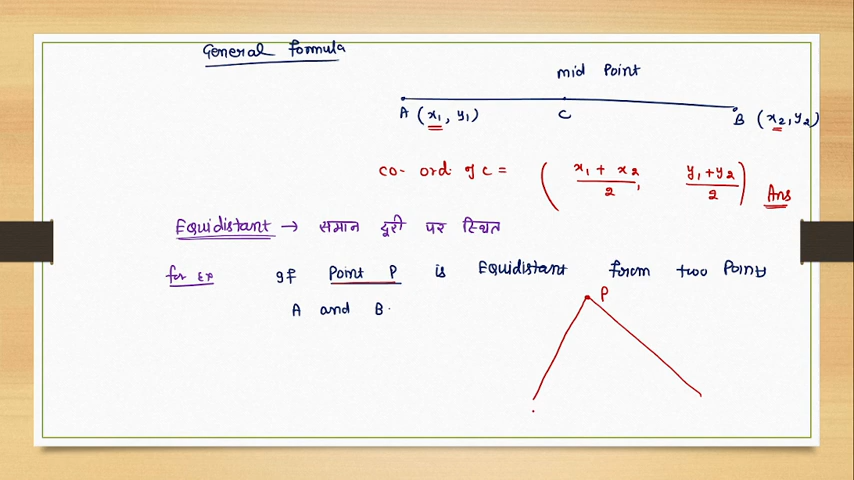 General formula
mid Point
A (x₁, y₁) C B (x₂, y₂)
co-ord. of C = ( x₁ + x₂ / 2 , y₁ + y₂ / 2 ) Ans
Equidistant → समान दूरी पर स्थित
for Ex If Point P is Equidistant form two Points
A and B.
P